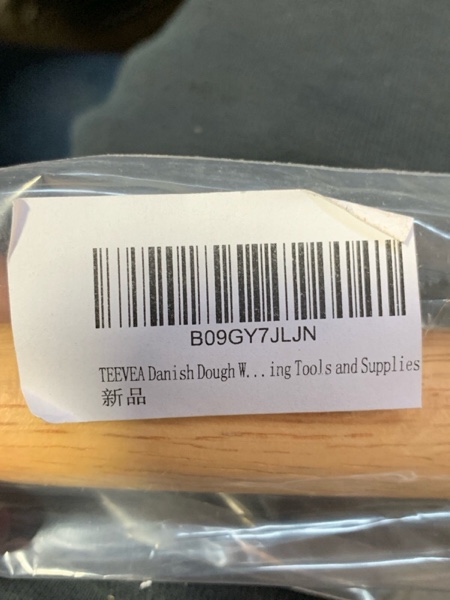 B09GY7JLJN
TEEVEA Danish Dough W...ing Tools and Supplies
新品